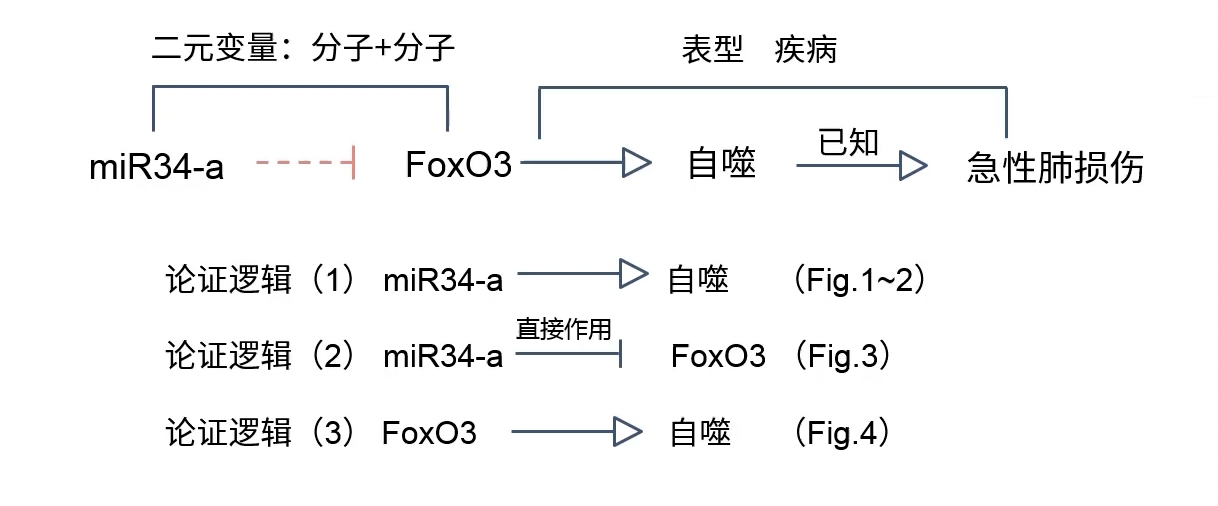 二元变量：分子+分子
表型 疾病
miR34-a FoxO3 自噬 已知 急性肺损伤
论证逻辑（1） miR34-a 自噬 （Fig.1~2）
直接作用
论证逻辑（2） miR34-a FoxO3 （Fig.3）
论证逻辑（3） FoxO3 自噬 （Fig.4）